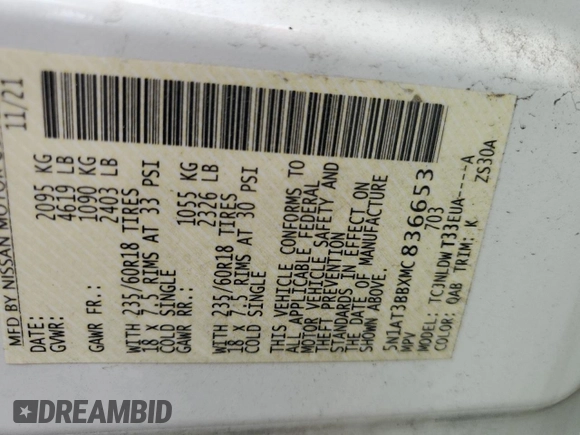 MFD BY NISSAN MOTOR
DATE: 11/21
GVWR: 2095 KG
4619 LB
GAWR FR.: 1090 KG
2403 LB
WITH 235/60R18 TIRES
18 X 7.5 RIMS AT 33 PSI
COLD SINGLE
GAWR RR.: 1055 KG
2326 LB
WITH 235/60R18 TIRES
18 X 7.5 RIMS AT 30 PSI
COLD SINGLE
THIS VEHICLE CONFORMS TO
ALL APPLICABLE FEDERAL
MOTOR VEHICLE SAFETY AND
THEFT PREVENTION
STANDARDS IN EFFECT ON
THE DATE OF MANUFACTURE
SHOWN ABOVE.
5N1AT3BBXMC836653
MPV 703
MODEL: TC3NLDWT33EUA----A
COLOR: QAB TRIM: K ZS30A
DREAMBID